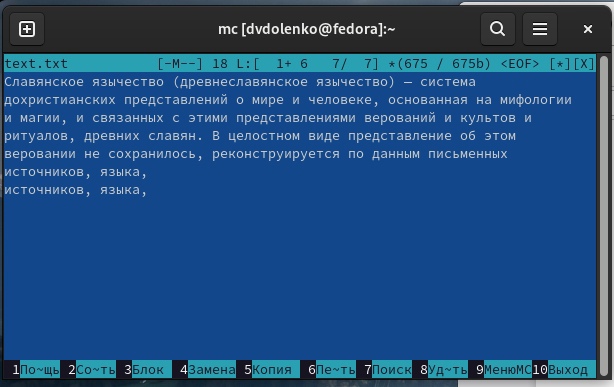 mc [dvdolenko@fedora]:~
text.txt [-M--] 18 L:[ 1+ 6 7/ 7] *(675 / 675b) <EOF> [*][X]
Славянское язычество (древнеславянское язычество) — система
дохристианских представлений о мире и человеке, основанная на мифологии
и магии, и связанных с этими представлениями верований и культов и
ритуалов, древних славян. В целостном виде представление об этом
веровании не сохранилось, реконструируется по данным письменных
источников, языка,
источников, языка,
1По~щь 2Со~ть 3Блок 4Замена 5Копия 6Пе~ть 7Поиск 8Уд~ть 9МенюMC 10Выход